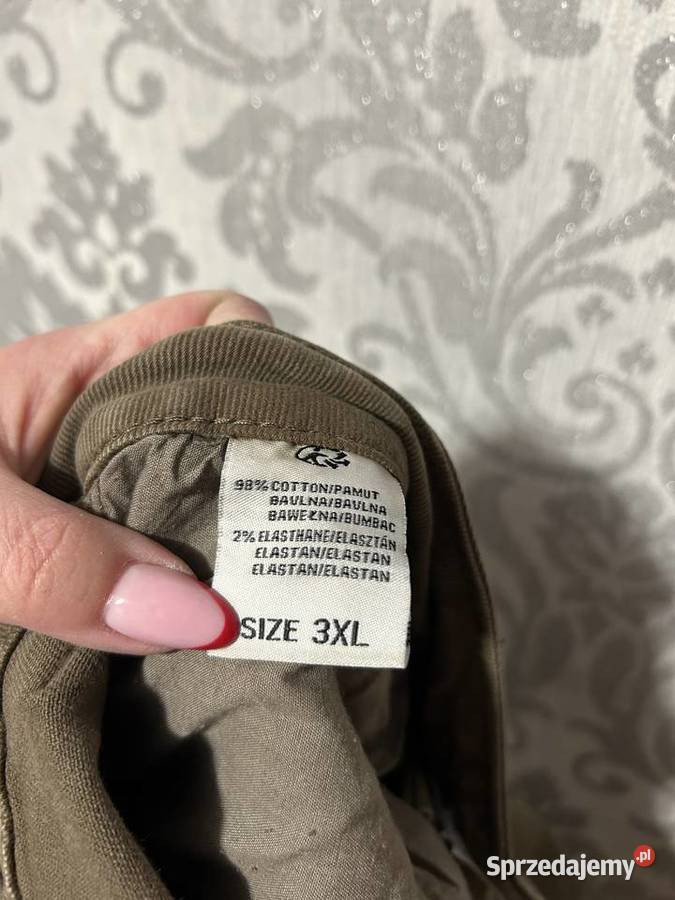 98% COTTON/PAMUT
BAVLNA/BAVLNA
BAWEŁNA/BUMBAC
2% ELASTHANE/ELASZTÁN
ELASTAN/ELASTAN
ELASTAN/ELASTAN
SIZE 3XL
Sprzedajemy.pl